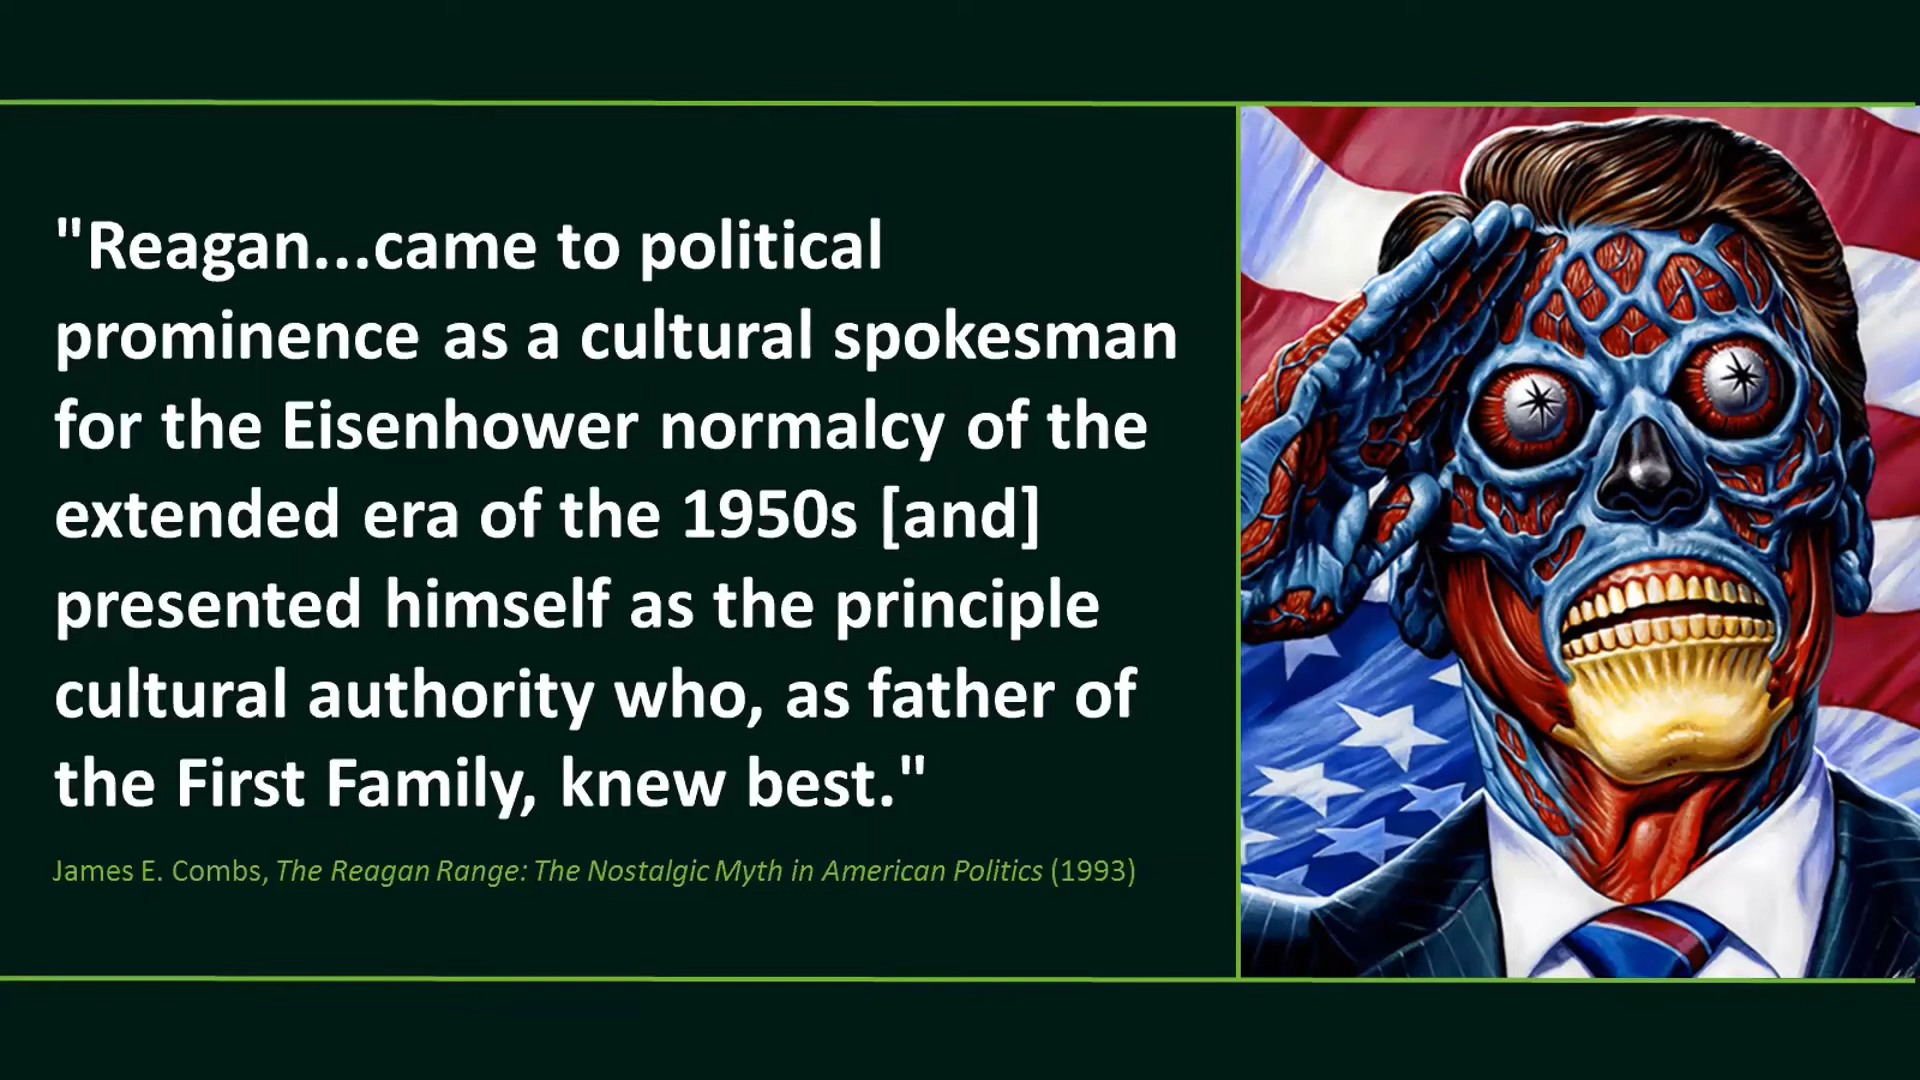 "Reagan...came to political
prominence as a cultural spokesman
for the Eisenhower normalcy of the
extended era of the 1950s [and]
presented himself as the principle
cultural authority who, as father of
the First Family, knew best."
James E. Combs, The Reagan Range: The Nostalgic Myth in American Politics (1993)